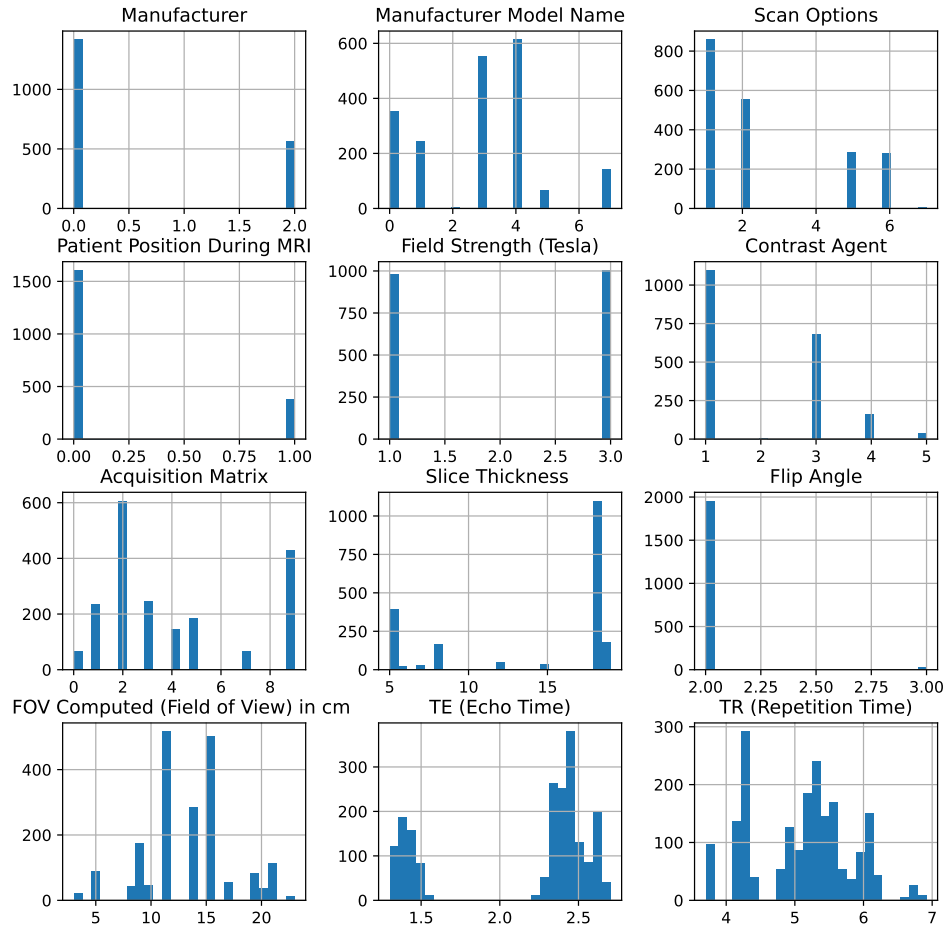 Manufacturer
Manufacturer Model Name
Scan Options
1000
500
0
0.0 0.5 1.0 1.5 2.0
600
400
200
0
0 2 4 6
800
600
400
200
0
2 4 6
Patient Position During MRI
Field Strength (Tesla)
Contrast Agent
1500
1000
500
0
0.00 0.25 0.50 0.75 1.00
1000
750
500
250
0
1.0 1.5 2.0 2.5 3.0
1000
750
500
250
0
1 2 3 4 5
Acquisition Matrix
Slice Thickness
Flip Angle
600
400
200
0
0 2 4 6 8
1000
750
500
250
0
5 10 15
2000
1500
1000
500
0
2.00 2.25 2.50 2.75 3.00
FOV Computed (Field of View) in cm
TE (Echo Time)
TR (Repetition Time)
400
200
0
5 10 15 20
300
200
100
0
1.5 2.0 2.5
300
200
100
0
4 5 6 7